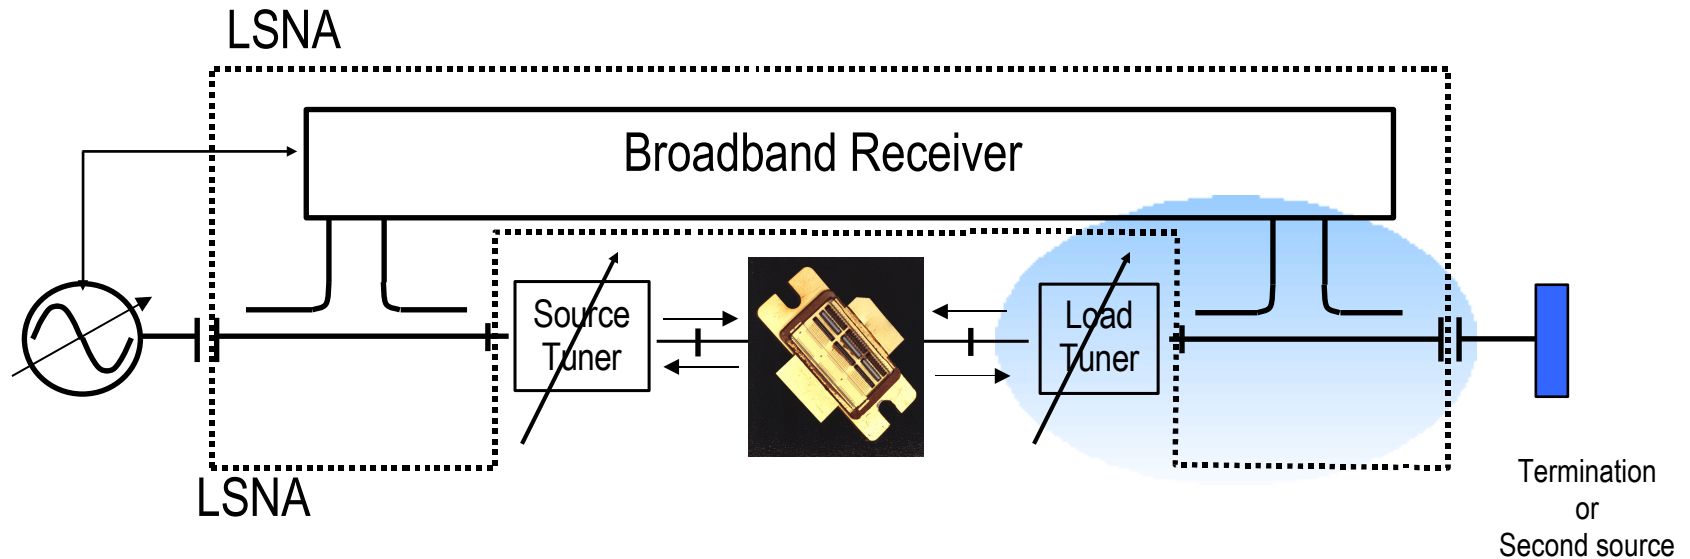 LSNA
Broadband Receiver
Source
Tuner
Load
Tuner
LSNA
Termination
or
Second source